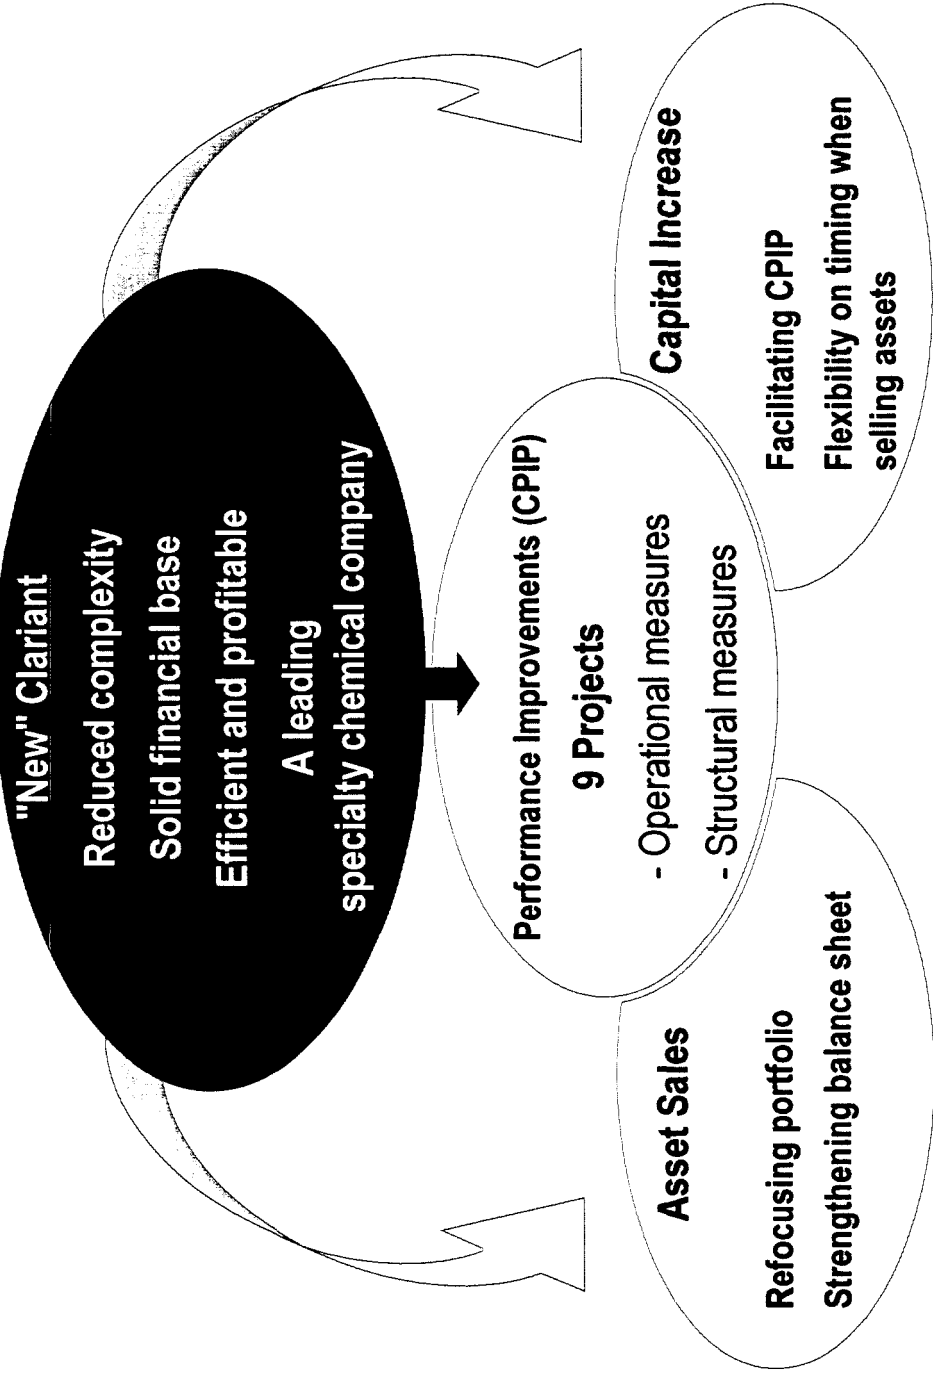 "New" Clariant
Reduced complexity
Solid financial base
Efficient and profitable
A leading
specialty chemical company
Asset Sales
Refocusing portfolio
Strengthening balance sheet
Performance Improvements (CPIP)
9 Projects
- Operational measures
- Structural measures
Capital Increase
Facilitating CPIP
Flexibility on timing when
selling assets